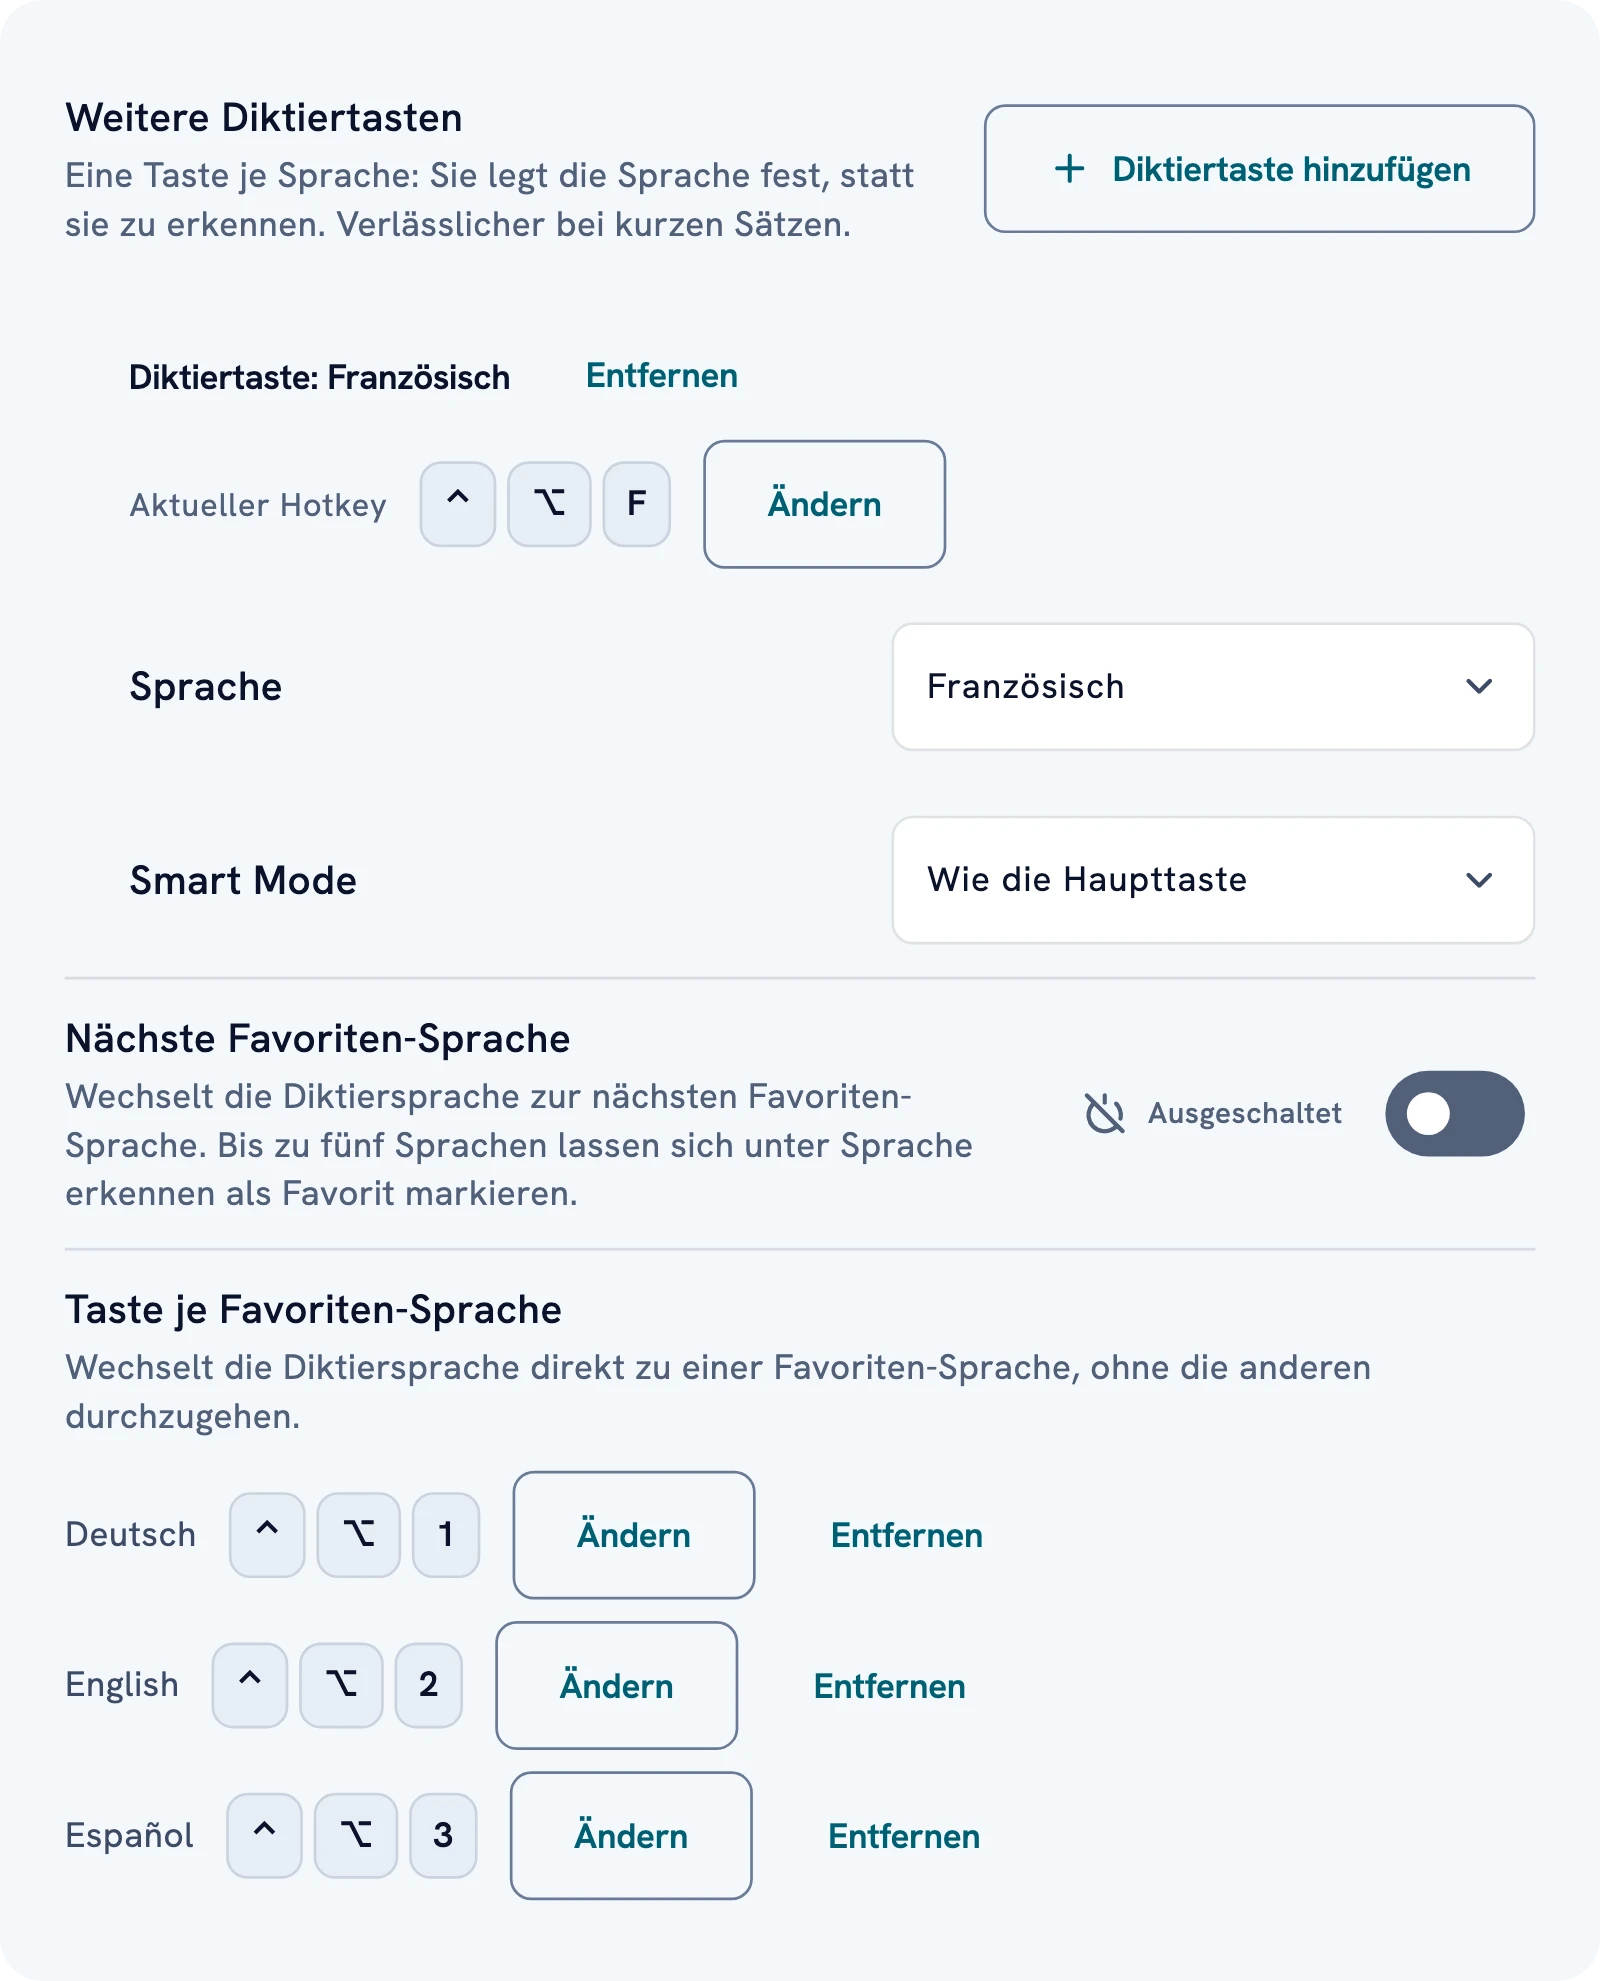 Weitere Diktiertasten
Eine Taste je Sprache: Sie legt die Sprache fest, statt
sie zu erkennen. Verlässlicher bei kurzen Sätzen.
+ Diktiertaste hinzufügen
Diktiertaste: Französisch Entfernen
Aktueller Hotkey ^ ⌥ F Ändern
Sprache Französisch
Smart Mode Wie die Haupttaste
Nächste Favoriten-Sprache
Wechselt die Diktiersprache zur nächsten Favoriten-
Sprache. Bis zu fünf Sprachen lassen sich unter Sprache
erkennen als Favorit markieren.
Ausgeschaltet
Taste je Favoriten-Sprache
Wechselt die Diktiersprache direkt zu einer Favoriten-Sprache, ohne die anderen
durchzugehen.
Deutsch ^ ⌥ 1 Ändern Entfernen
English ^ ⌥ 2 Ändern Entfernen
Español ^ ⌥ 3 Ändern Entfernen